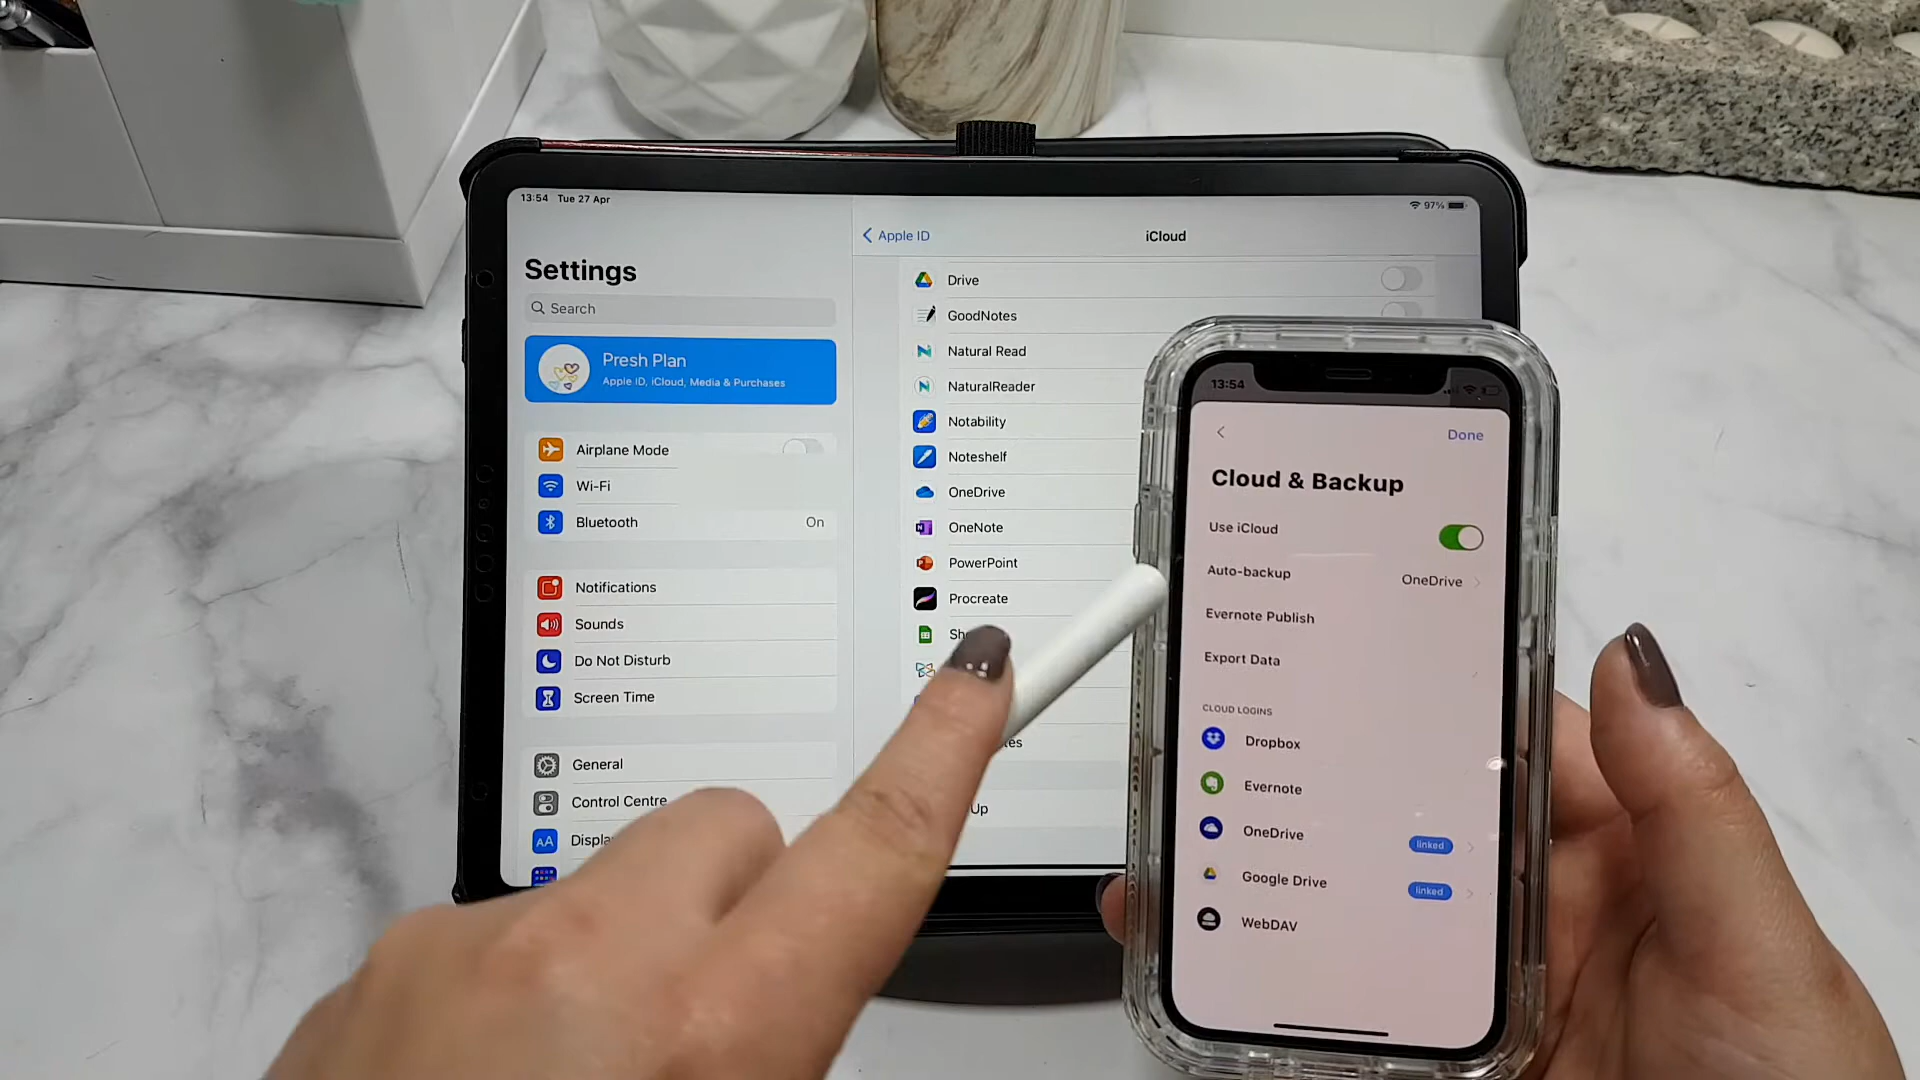 13:54 Tue 27 Apr
97%
Settings
Search
Presh Plan
Apple ID, iCloud, Media & Purchases
Airplane Mode
Wi-Fi
Bluetooth On
Notifications
Sounds
Do Not Disturb
Screen Time
General
Control Centre
AA
Apple ID
iCloud
Drive
GoodNotes
Natural Read
NaturalReader
Notability
Noteshelf
OneDrive
OneNote
PowerPoint
Procreate
Up
13:54
Done
Cloud & Backup
Use iCloud
Auto-backup OneDrive
Evernote Publish
Export Data
CLOUD LOGINS
Dropbox
Evernote
OneDrive linked
Google Drive linked
WebDAV